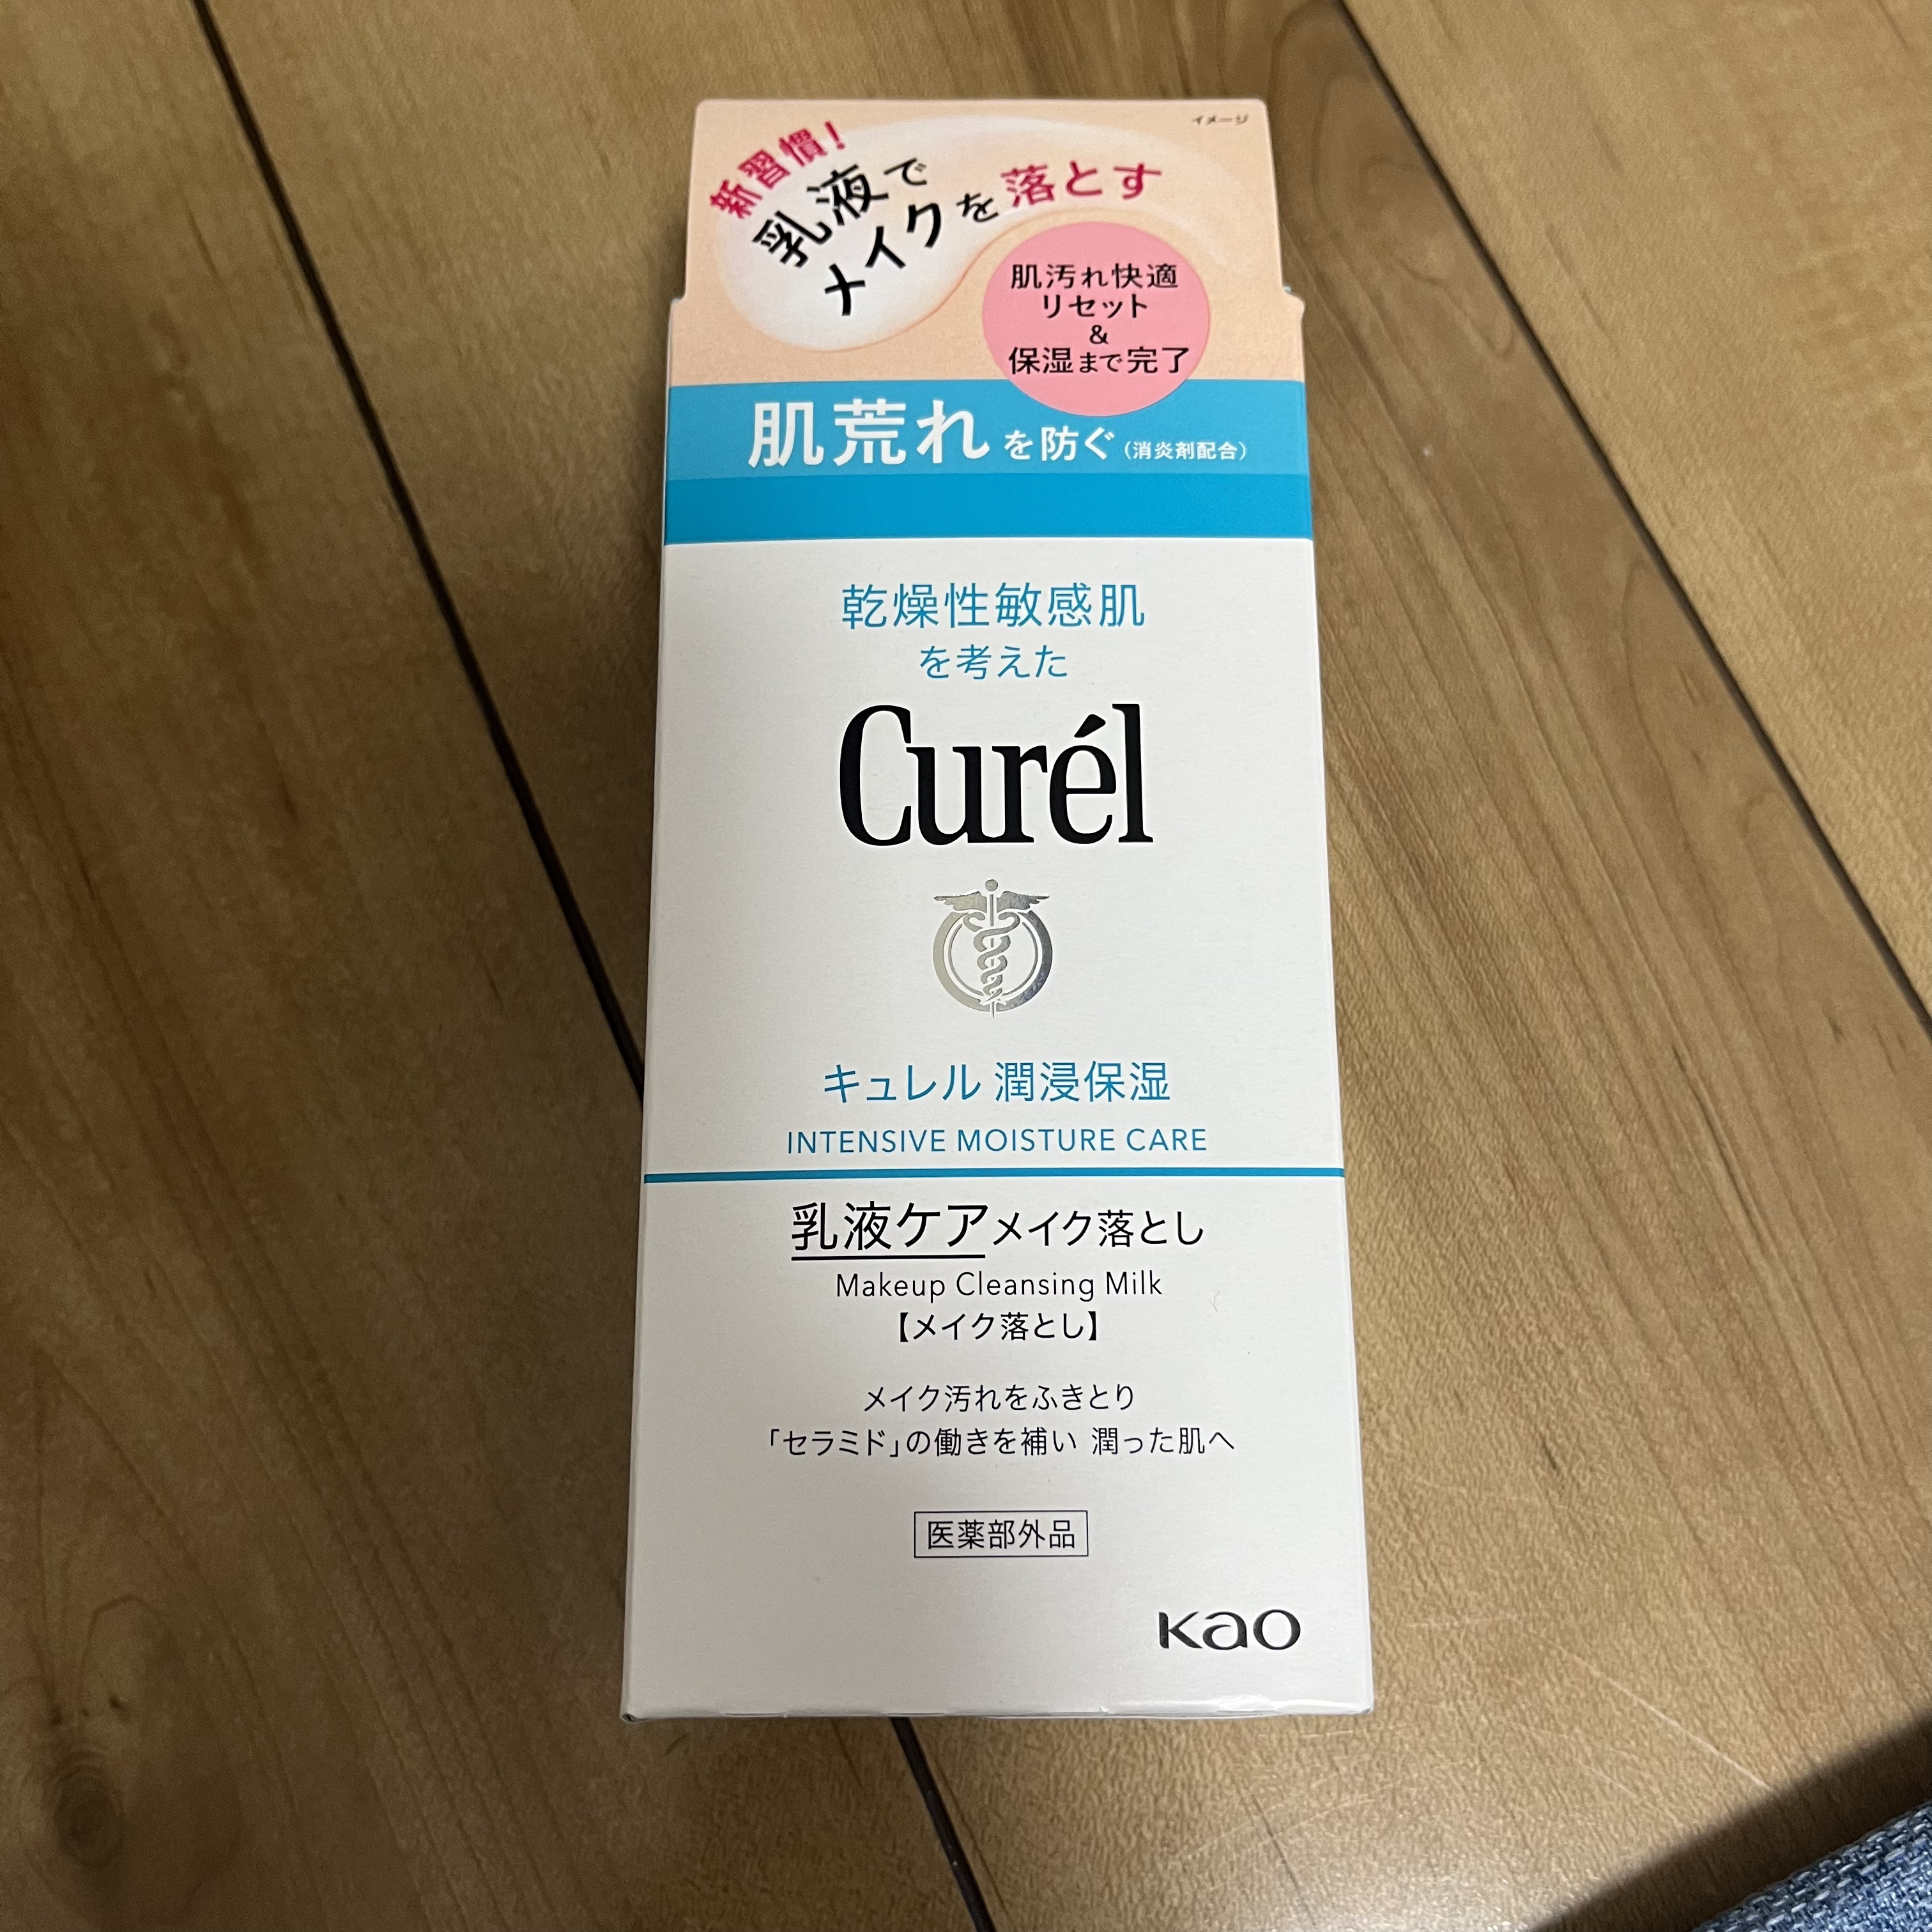 イメージ
新習慣!
乳液で
メイクを落とす
肌汚れ快適
リセット
&
保湿まで完了
肌荒れを防ぐ(消炎剤配合)
乾燥性敏感肌
を考えた
Curél
キュレル 潤浸保湿
INTENSIVE MOISTURE CARE
乳液ケアメイク落とし
Makeup Cleansing Milk
【メイク落とし】
メイク汚れをふきとり
「セラミド」の働きを補い 潤った肌へ
医薬部外品
Kao